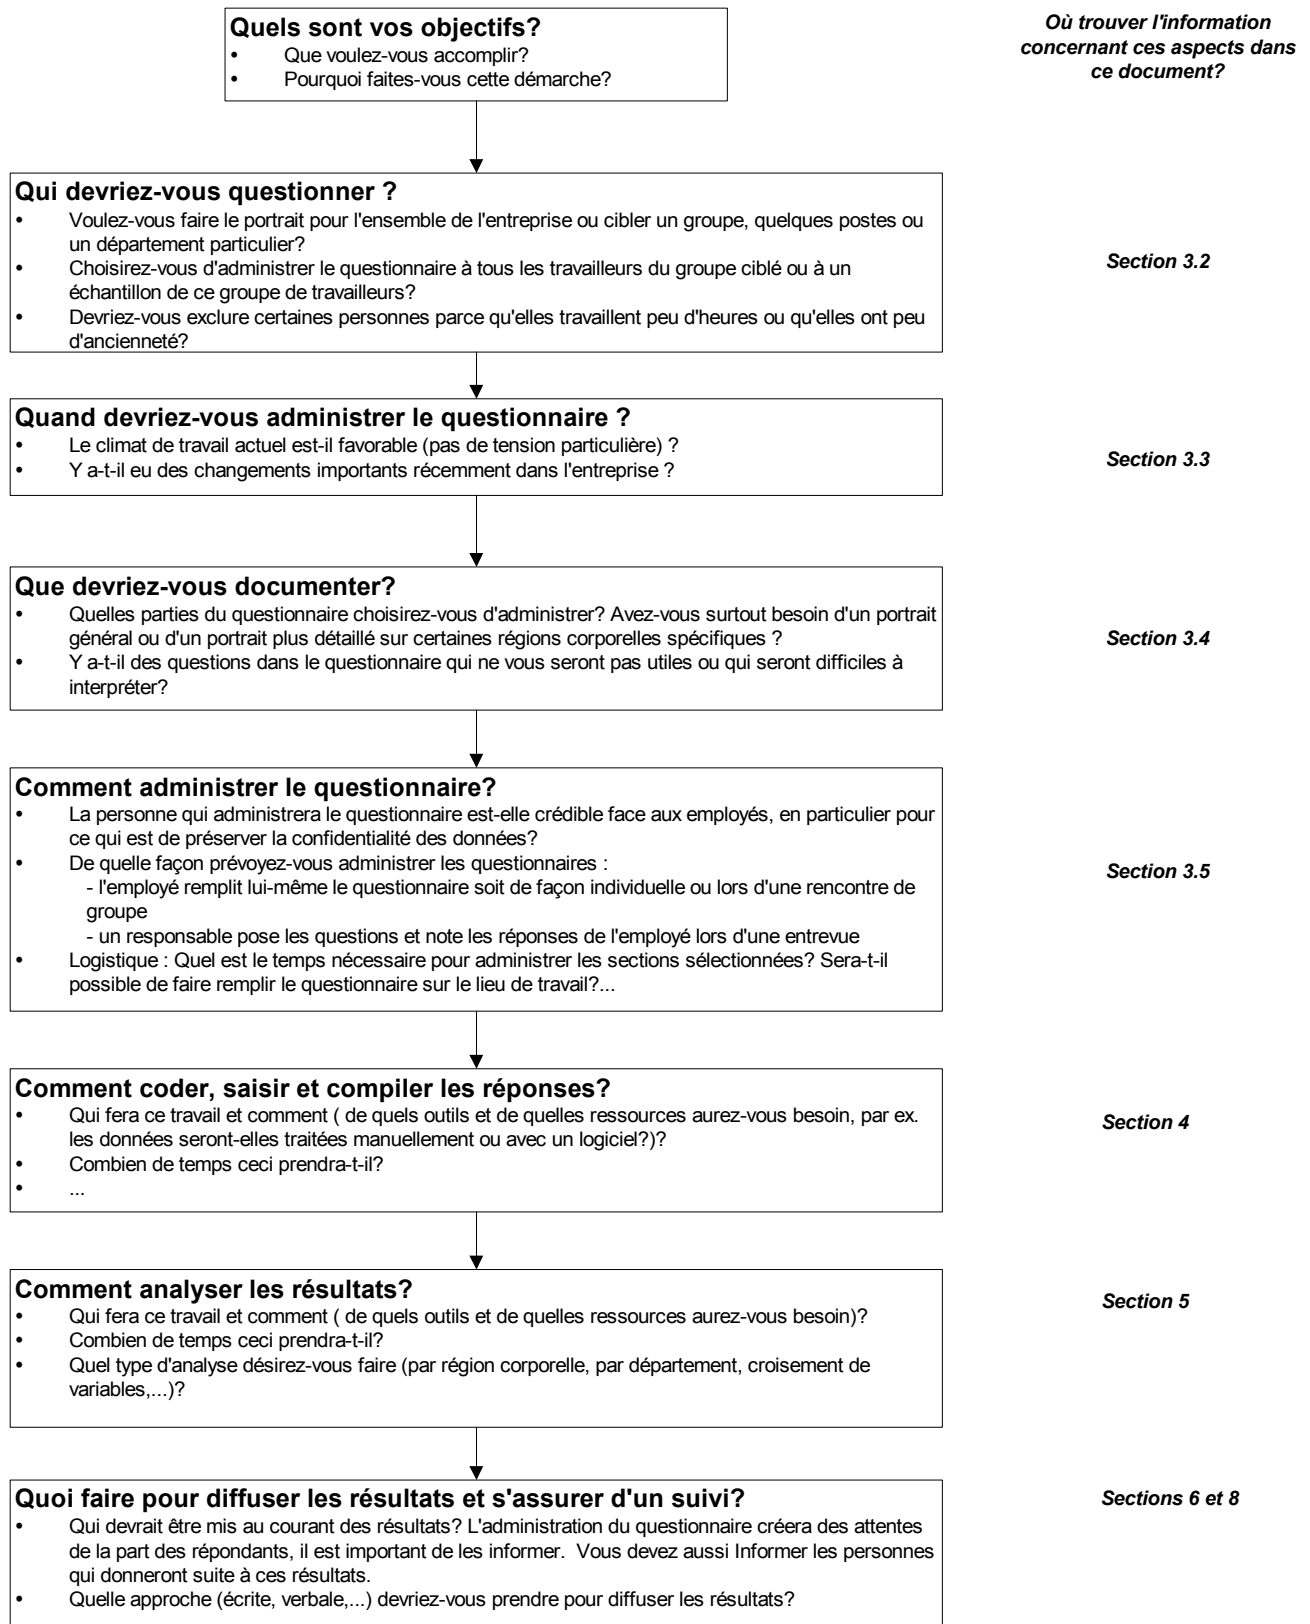 Quels sont vos objectifs?
• Que voulez-vous accomplir?
• Pourquoi faites-vous cette démarche?
Où trouver l'information
concernant ces aspects dans
ce document?
Qui devriez-vous questionner ?
• Voulez-vous faire le portrait pour l'ensemble de l'entreprise ou cibler un groupe, quelques postes ou
un département particulier?
• Choisirez-vous d'administrer le questionnaire à tous les travailleurs du groupe ciblé ou à un
échantillon de ce groupe de travailleurs?
• Devriez-vous exclure certaines personnes parce qu'elles travaillent peu d'heures ou qu'elles ont peu
d'ancienneté?
Section 3.2
Quand devriez-vous administrer le questionnaire ?
• Le climat de travail actuel est-il favorable (pas de tension particulière) ?
• Y a-t-il eu des changements importants récemment dans l'entreprise ?
Section 3.3
Que devriez-vous documenter?
• Quelles parties du questionnaire choisirez-vous d'administrer? Avez-vous surtout besoin d'un portrait
général ou d'un portrait plus détaillé sur certaines régions corporelles spécifiques ?
• Y a-t-il des questions dans le questionnaire qui ne vous seront pas utiles ou qui seront difficiles à
interpréter?
Section 3.4
Comment administrer le questionnaire?
• La personne qui administrera le questionnaire est-elle crédible face aux employés, en particulier pour
ce qui est de préserver la confidentialité des données?
• De quelle façon prévoyez-vous administrer les questionnaires :
- l'employé remplit lui-même le questionnaire soit de façon individuelle ou lors d'une rencontre de
groupe
- un responsable pose les questions et note les réponses de l'employé lors d'une entrevue
• Logistique : Quel est le temps nécessaire pour administrer les sections sélectionnées? Sera-t-il
possible de faire remplir le questionnaire sur le lieu de travail?...
Section 3.5
Comment coder, saisir et compiler les réponses?
• Qui fera ce travail et comment ( de quels outils et de quelles ressources aurez-vous besoin, par ex.
les données seront-elles traitées manuellement ou avec un logiciel?)?
• Combien de temps ceci prendra-t-il?
• ...
Section 4
Comment analyser les résultats?
• Qui fera ce travail et comment ( de quels outils et de quelles ressources aurez-vous besoin)?
• Combien de temps ceci prendra-t-il?
• Quel type d'analyse désirez-vous faire (par région corporelle, par département, croisement de
variables,...)?
Section 5
Quoi faire pour diffuser les résultats et s'assurer d'un suivi?
• Qui devrait être mis au courant des résultats? L'administration du questionnaire créera des attentes
de la part des répondants, il est important de les informer. Vous devez aussi Informer les personnes
qui donneront suite à ces résultats.
• Quelle approche (écrite, verbale,...) devriez-vous prendre pour diffuser les résultats?
Sections 6 et 8